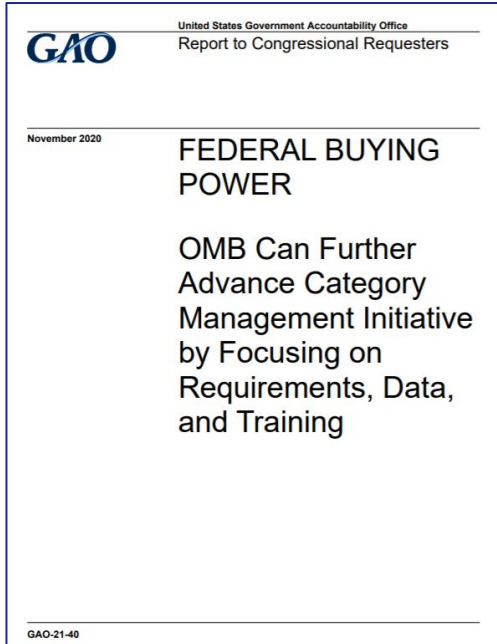 GAO
United States Government Accountability Office
Report to Congressional Requesters
November 2020
FEDERAL BUYING
POWER
OMB Can Further
Advance Category
Management Initiative
by Focusing on
Requirements, Data,
and Training
GAO-21-40